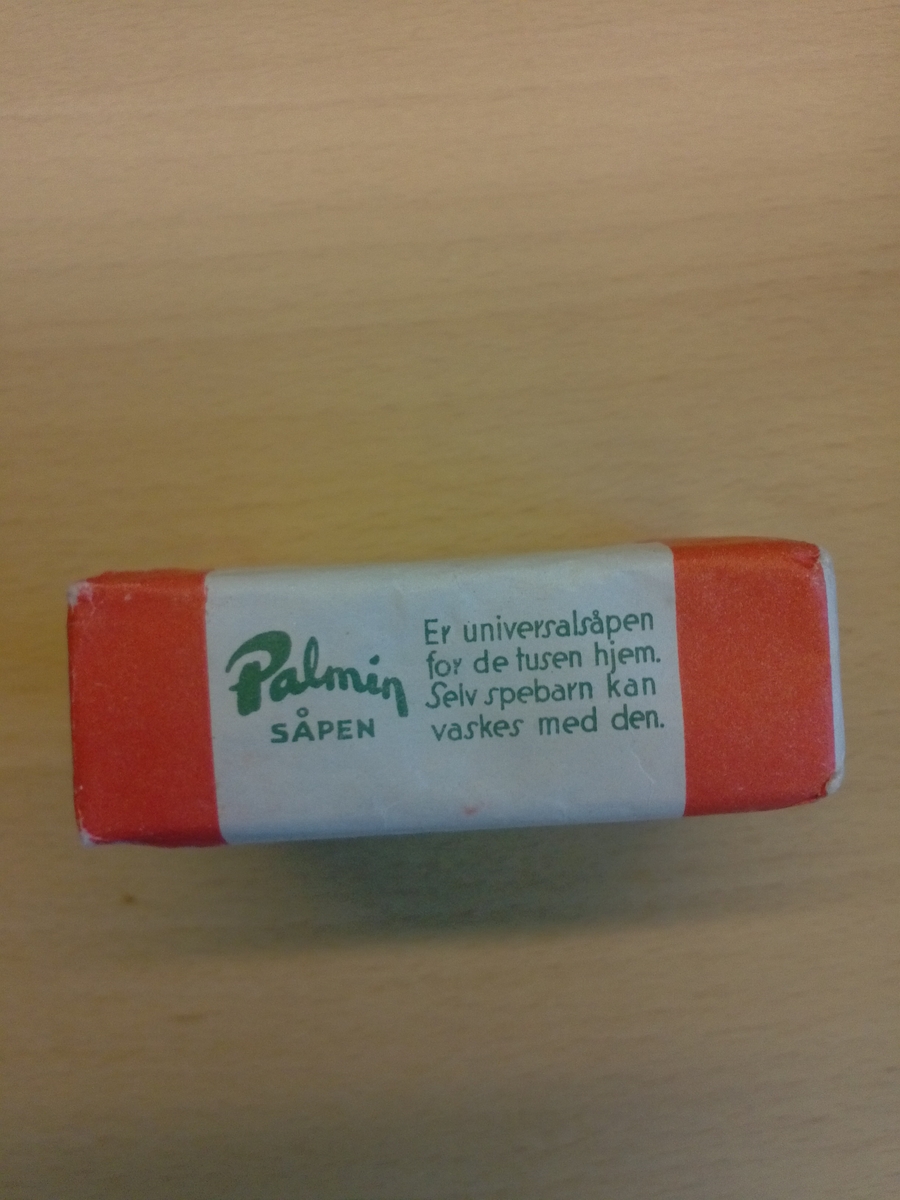 Palmin
SÅPEN
Er universalsåpen
for de tusen hjem.
Selv spebarn kan
vaskes med den.